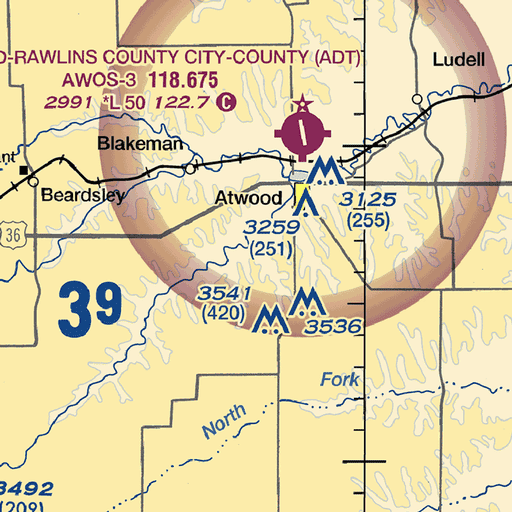 D-RAWLINS COUNTY CITY-COUNTY (ADT)
AWOS-3 118.675
2991 *L 50 122.7 C
Ludell
Blakeman
Beardsley
Atwood
3125
(255)
3259
(251)
36
39
3541
(420)
3536
Fork
North
3492
(209)